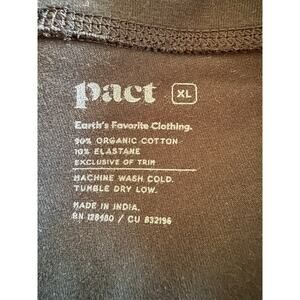 pact XL
Earth's Favorite Clothing.
90% ORGANIC COTTON
10% ELASTANE
EXCLUSIVE OF TRIM
MACHINE WASH COLD.
TUMBLE DRY LOW.
MADE IN INDIA.
RN 128480 / CU 832196